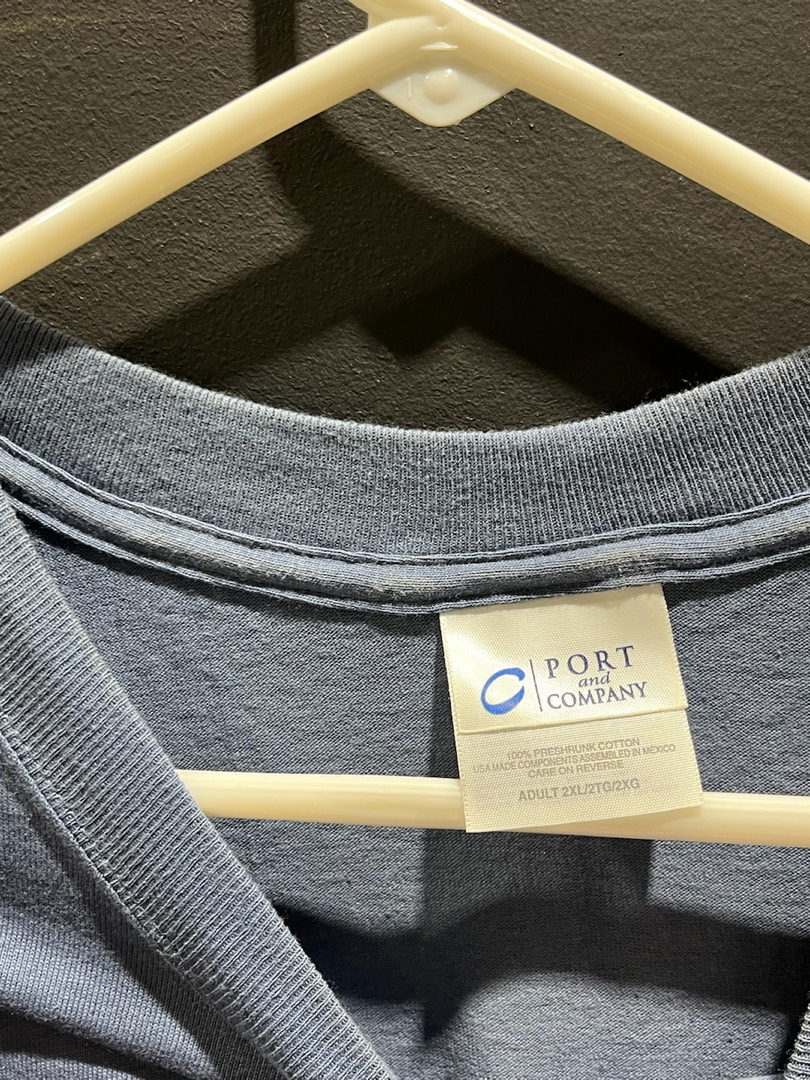 PORT
and
COMPANY
100% PRESHRUNK COTTON
USA MADE COMPONENTS ASSEMBLED IN MEXICO
CARE ON REVERSE
ADULT 2XL/2TG/2XG